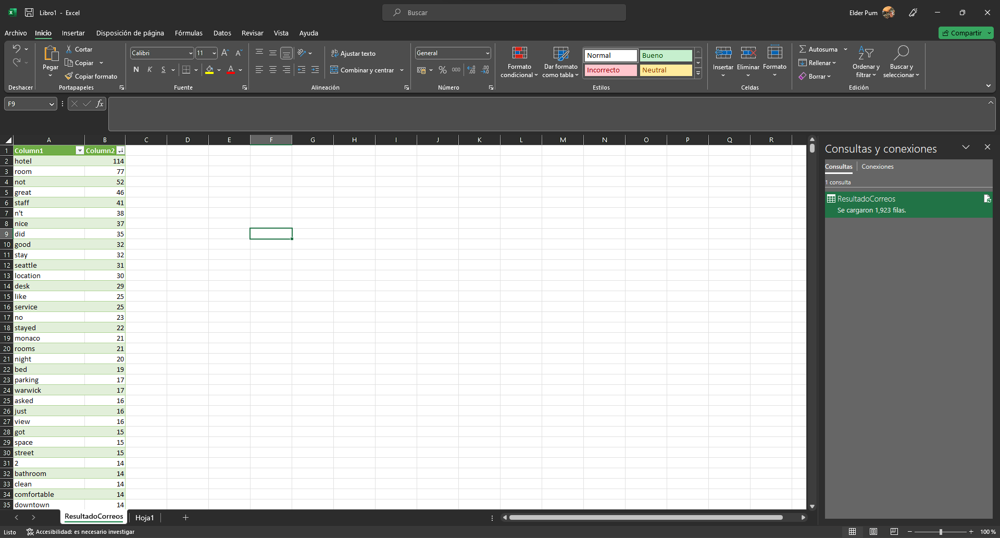 Libro1 - Excel
Buscar
Elder Pum
Archivo Inicio Insertar Disposición de página Fórmulas Datos Revisar Vista Ayuda
Compartir
Pegar
Cortar
Copiar
Copiar formato
Calibri 11
N K S
Ajustar texto
Combinar y centrar
General
% 000
Formato condicional
Dar formato como tabla
Normal Bueno
Incorrecto Neutral
Insertar Eliminar Formato
Autosuma
Rellenar
Borrar
Ordenar y filtrar
Buscar y seleccionar
Deshacer Portapapeles Fuente Alineación Número Estilos Celdas Edición
F9
fx
A B C D E F G H I J K L M N O P Q R
1 Column1 Column2
2 hotel 114
3 room 77
4 not 52
5 great 46
6 staff 41
7 n't 38
8 nice 37
9 did 35
10 good 32
11 stay 32
12 seattle 31
13 location 30
14 desk 29
15 like 25
16 service 25
17 no 23
18 stayed 22
19 monaco 21
20 rooms 21
21 night 20
22 bed 19
23 parking 17
24 warwick 17
25 asked 16
26 just 16
27 view 16
28 got 15
29 space 15
30 street 15
31 2 14
32 bathroom 14
33 clean 14
34 comfortable 14
35 downtown 14
Consultas y conexiones
Consultas Conexiones
1 consulta
ResultadoCorreos
Se cargaron 1,923 filas.
ResultadoCorreos Hoja1
Listo Accesibilidad: es necesario investigar
100 %